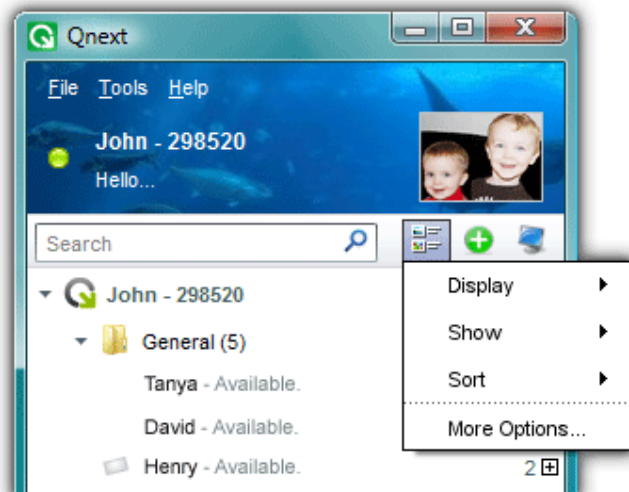 Qnext
File Tools Help
John - 298520
Hello...
Search
John - 298520
General (5)
Tanya - Available.
David - Available.
Henry - Available. 2
Display
Show
Sort
More Options...